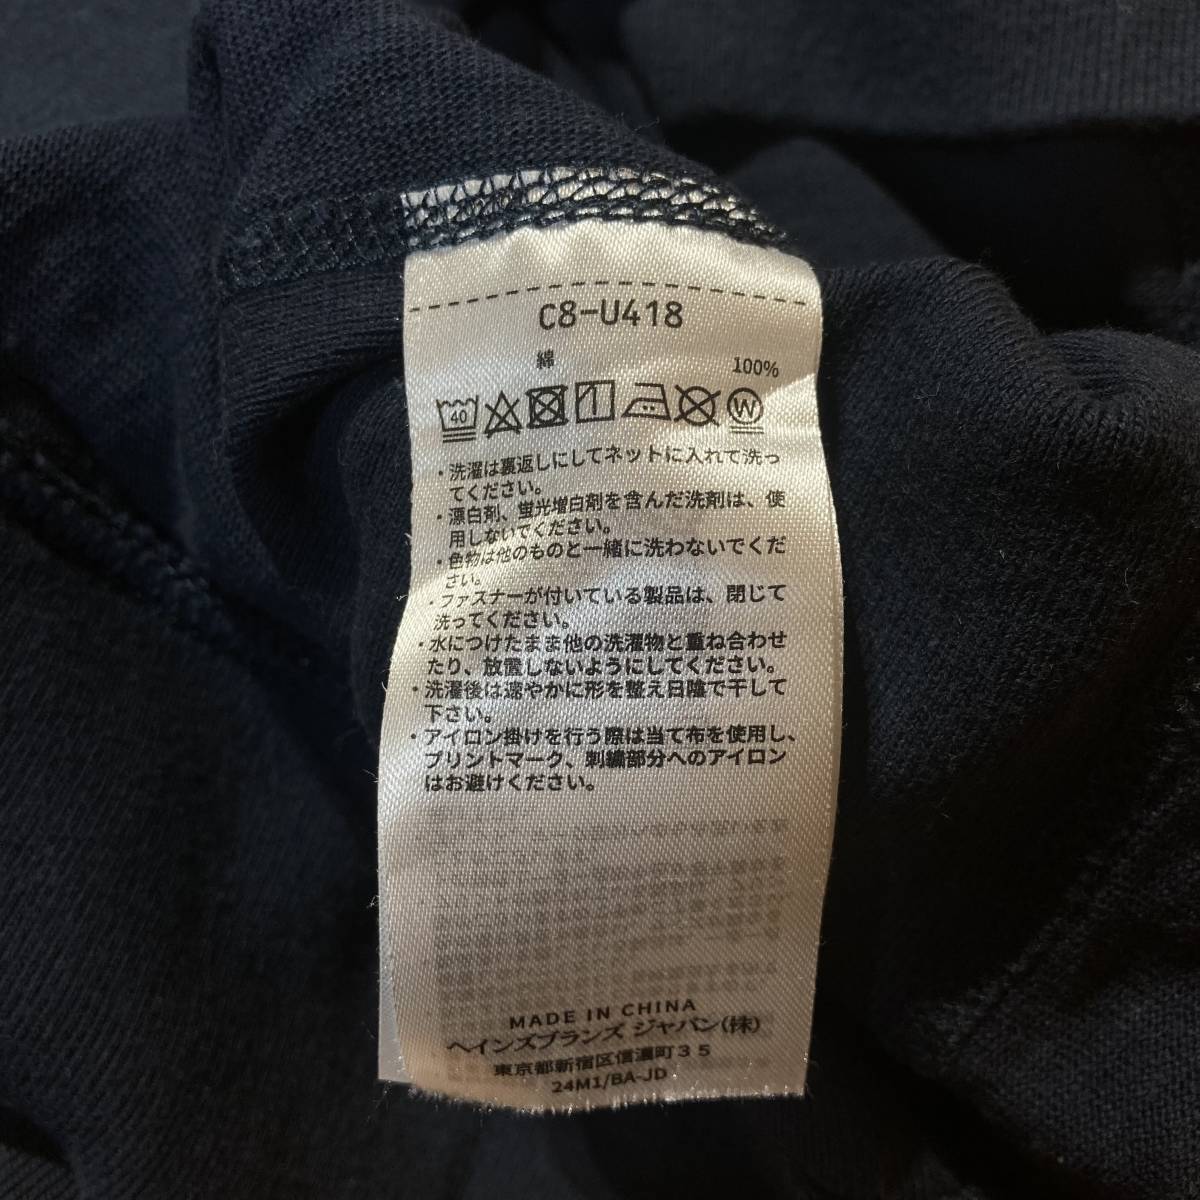 C8-U418
綿 100%
40 W
・洗濯は裏返しにしてネットに入れて洗っ
てください。
・漂白剤、蛍光増白剤を含んだ洗剤は、使
用しないでください。
・色物は他のものと一緒に洗わないでくだ
さい。
・ファスナーが付いている製品は、閉じて
洗ってください。
・水につけたまま他の洗濯物と重ね合わせ
たり、放置しないようにしてください。
・洗濯後は速やかに形を整え日陰で干して
下さい。
・アイロン掛けを行う際は当て布を使用し、
プリントマーク、刺繍部分へのアイロン
はお避けください。
MADE IN CHINA
ヘインズブランズ ジャパン(株)
東京都新宿区信濃町35
24M1/BA-JD